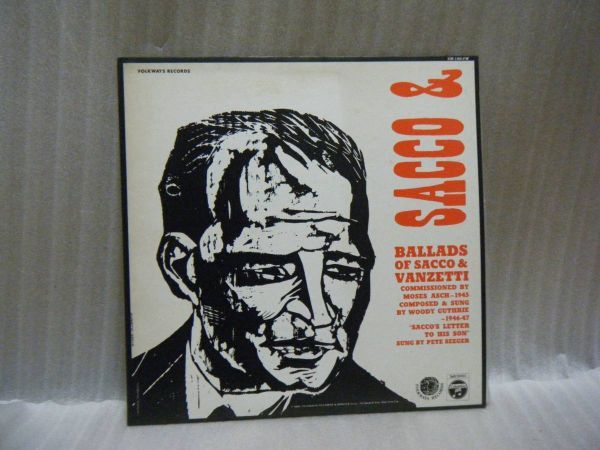 FOLKWAYS RECORDS
SACCO &
BALLADS
OF SACCO &
VANZETTI
COMMISSIONED BY
MOSES ASCH–1945
COMPOSED & SUNG
BY WOODY GUTHRIE
–1946-47
"SACCO'S LETTER
TO HIS SON"
SUNG BY PETE SEEGER